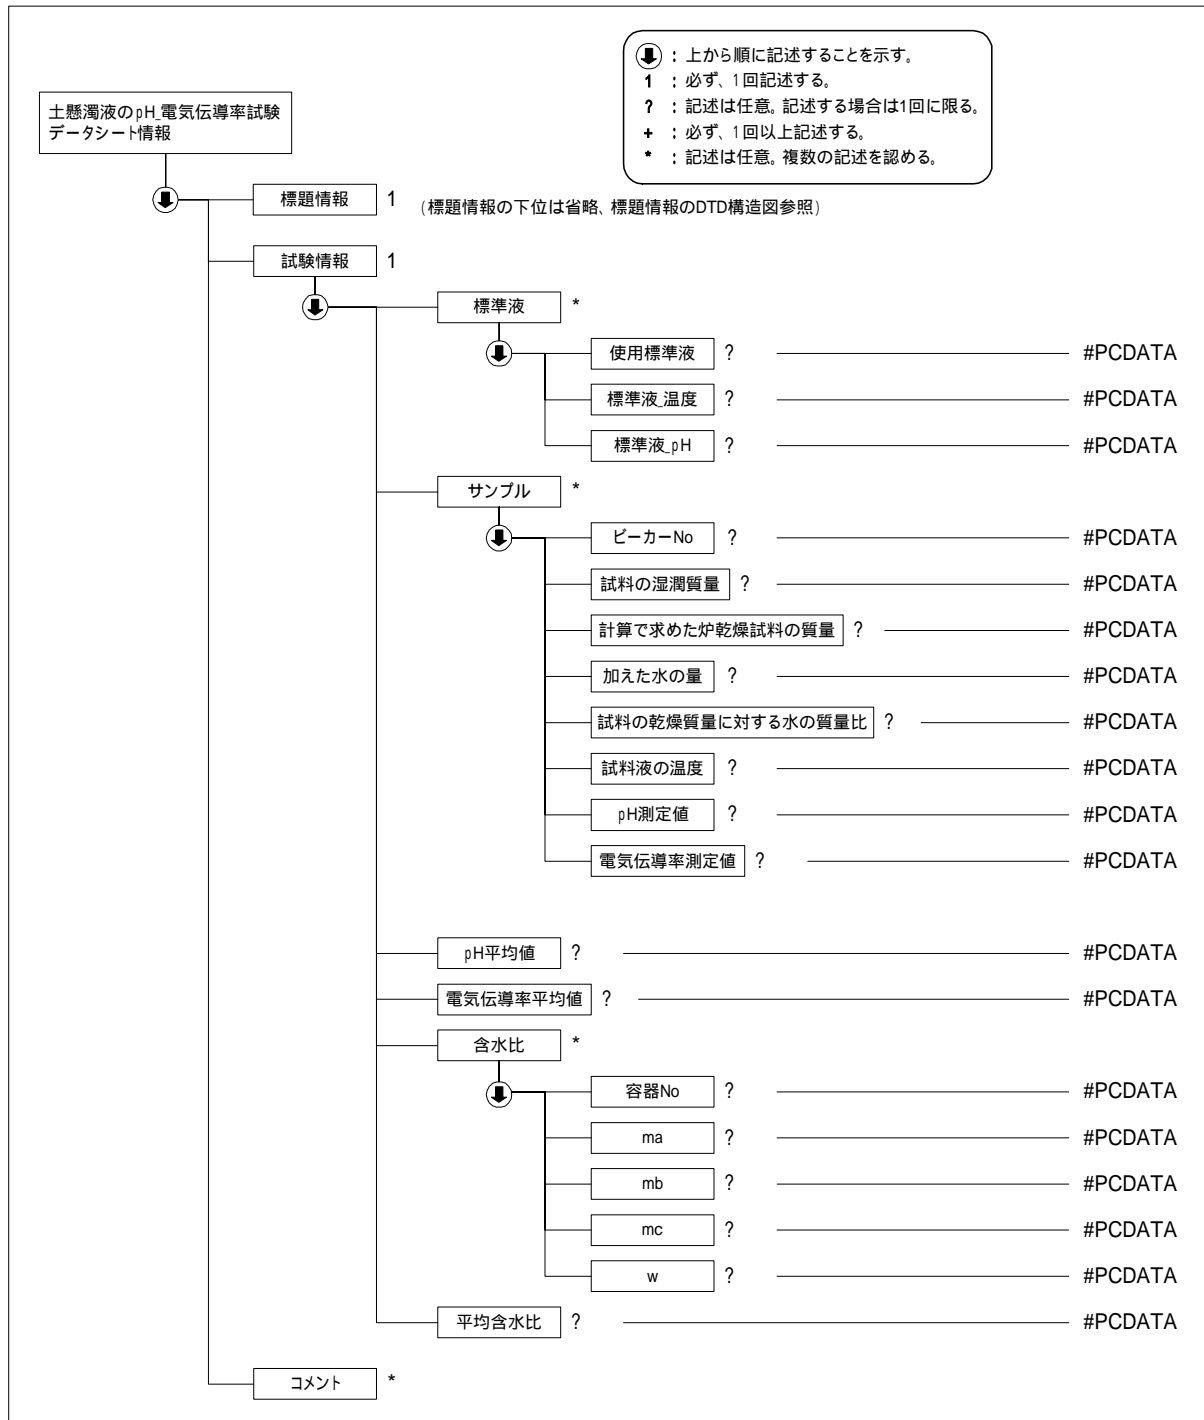 ⬇ : 上から順に記述することを示す。
1 : 必ず、1回記述する。
? : 記述は任意。記述する場合は1回に限る。
+ : 必ず、1回以上記述する。
* : 記述は任意。複数の記述を認める。
土懸濁液のpH_電気伝導率試験
データシート情報
標題情報 1 (標題情報の下位は省略、標題情報のDTD構造図参照)
試験情報 1
標準液 *
使用標準液 ? #PCDATA
標準液_温度 ? #PCDATA
標準液_pH ? #PCDATA
サンプル *
ビーカーNo ? #PCDATA
試料の湿潤質量 ? #PCDATA
計算で求めた炉乾燥試料の質量 ? #PCDATA
加えた水の量 ? #PCDATA
試料の乾燥質量に対する水の質量比 ? #PCDATA
試料液の温度 ? #PCDATA
pH測定値 ? #PCDATA
電気伝導率測定値 ? #PCDATA
pH平均値 ? #PCDATA
電気伝導率平均値 ? #PCDATA
含水比 *
容器No ? #PCDATA
ma ? #PCDATA
mb ? #PCDATA
mc ? #PCDATA
w ? #PCDATA
平均含水比 ? #PCDATA
コメント *